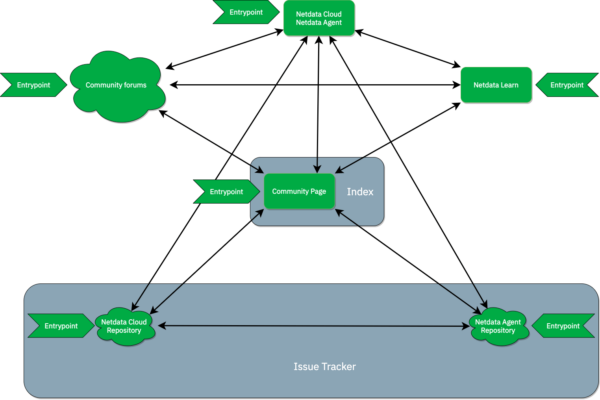 Entrypoint
Netdata Cloud
Netdata Agent
Entrypoint
Community forums
Netdata Learn
Entrypoint
Entrypoint
Community Page
Index
Entrypoint
Netdata Cloud
Repository
Netdata Agent
Repository
Entrypoint
Issue Tracker